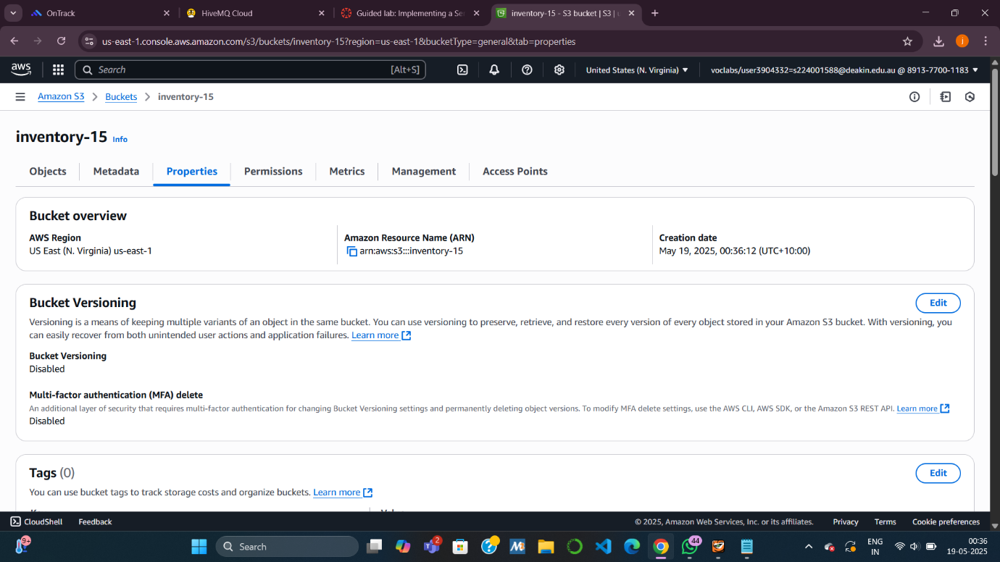 OnTrack
HiveMQ Cloud
Guided lab: Implementing a Se
inventory-15 - S3 bucket | S3 | u
us-east-1.console.aws.amazon.com/s3/buckets/inventory-15?region=us-east-1&bucketType=general&tab=properties
j
aws
Search
[Alt+S]
United States (N. Virginia)
voclabs/user3904332=s224001588@deakin.edu.au @ 8913-7700-1183
Amazon S3 > Buckets > inventory-15
inventory-15 Info
Objects
Metadata
Properties
Permissions
Metrics
Management
Access Points
Bucket overview
AWS Region
US East (N. Virginia) us-east-1
Amazon Resource Name (ARN)
arn:aws:s3:::inventory-15
Creation date
May 19, 2025, 00:36:12 (UTC+10:00)
Bucket Versioning
Edit
Versioning is a means of keeping multiple variants of an object in the same bucket. You can use versioning to preserve, retrieve, and restore every version of every object stored in your Amazon S3 bucket. With versioning, you
can easily recover from both unintended user actions and application failures. Learn more
Bucket Versioning
Disabled
Multi-factor authentication (MFA) delete
An additional layer of security that requires multi-factor authentication for changing Bucket Versioning settings and permanently deleting object versions. To modify MFA delete settings, use the AWS CLI, AWS SDK, or the Amazon S3 REST API. Learn more
Disabled
Tags (0)
Edit
You can use bucket tags to track storage costs and organize buckets. Learn more
CloudShell
Feedback
© 2025, Amazon Web Services, Inc. or its affiliates.
Privacy
Terms
Cookie preferences
9+
Search
2
44
ENG
IN
00:36
19-05-2025